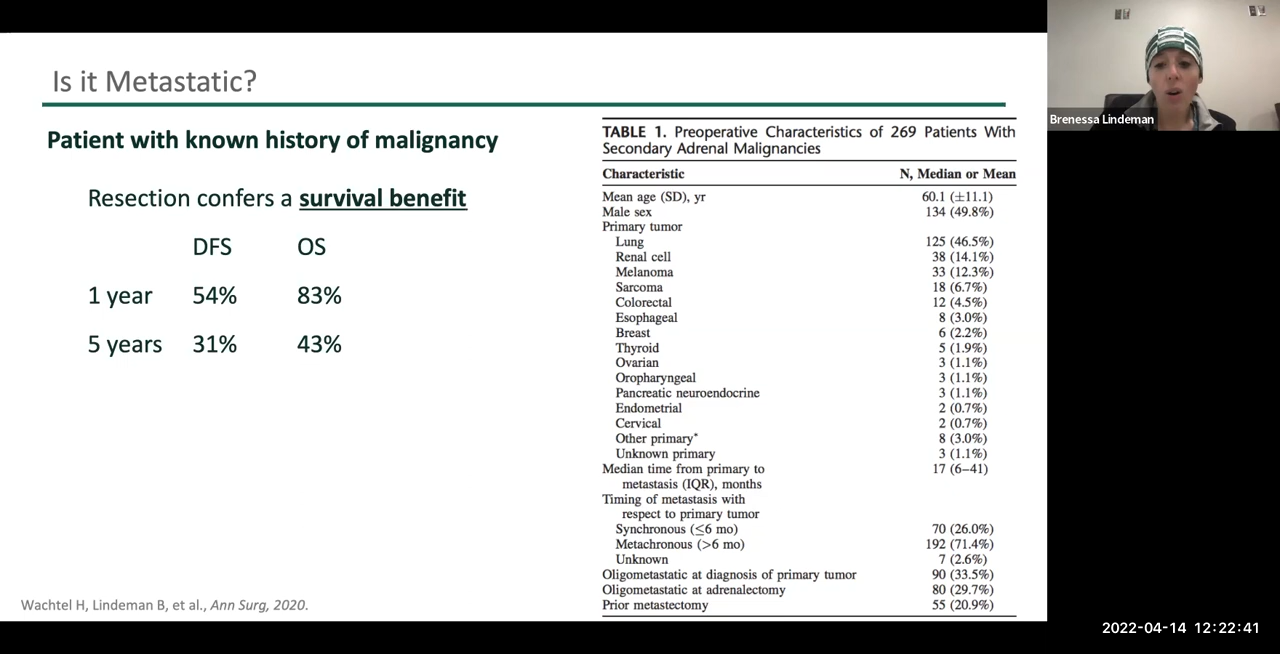 Is it Metastatic?
Patient with known history of malignancy
Resection confers a survival benefit
DFS OS
1 year 54% 83%
5 years 31% 43%
Wachtel H, Lindeman B, et al., Ann Surg, 2020.
TABLE 1. Preoperative Characteristics of 269 Patients With
Secondary Adrenal Malignancies
Characteristic N, Median or Mean
Mean age (SD), yr 60.1 (±11.1)
Male sex 134 (49.8%)
Primary tumor
Lung 125 (46.5%)
Renal cell 38 (14.1%)
Melanoma 33 (12.3%)
Sarcoma 18 (6.7%)
Colorectal 12 (4.5%)
Esophageal 8 (3.0%)
Breast 6 (2.2%)
Thyroid 5 (1.9%)
Ovarian 3 (1.1%)
Oropharyngeal 3 (1.1%)
Pancreatic neuroendocrine 3 (1.1%)
Endometrial 2 (0.7%)
Cervical 2 (0.7%)
Other primary* 8 (3.0%)
Unknown primary 3 (1.1%)
Median time from primary to 17 (6–41)
metastasis (IQR), months
Timing of metastasis with
respect to primary tumor
Synchronous (≤6 mo) 70 (26.0%)
Metachronous (>6 mo) 192 (71.4%)
Unknown 7 (2.6%)
Oligometastatic at diagnosis of primary tumor 90 (33.5%)
Oligometastatic at adrenalectomy 80 (29.7%)
Prior metastectomy 55 (20.9%)
Brenessa Lindeman
2022-04-14 12:22:41